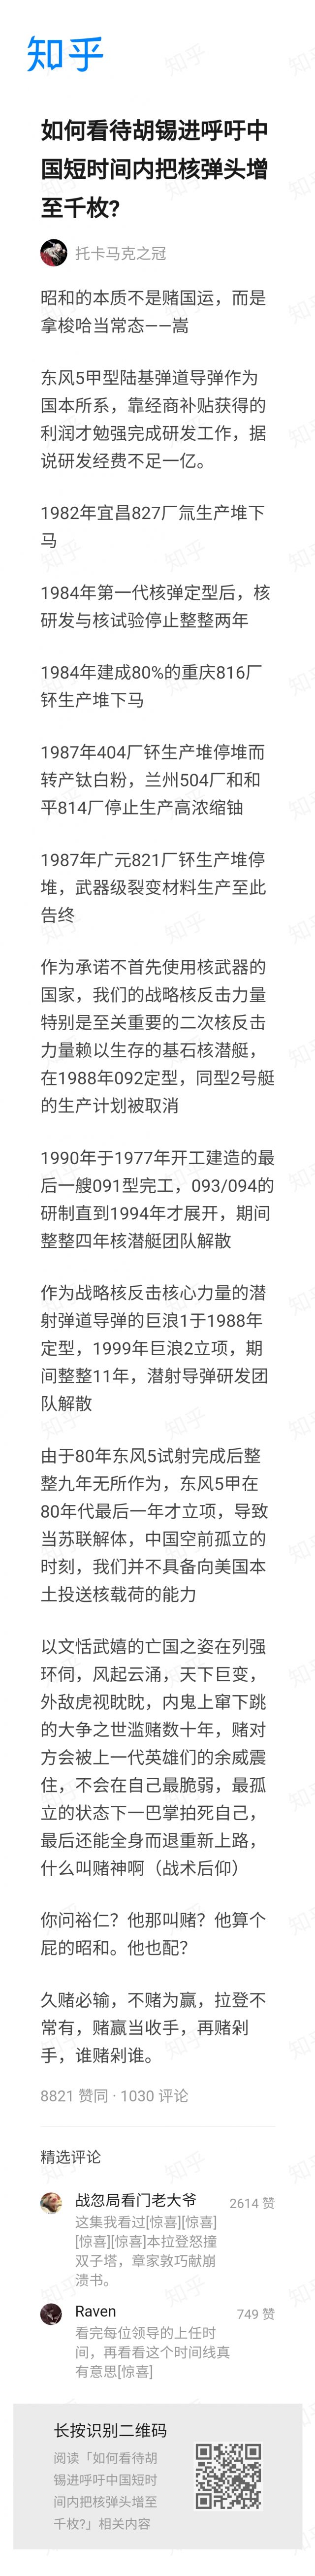 知乎
如何看待胡锡进呼吁中
国短时间内把核弹头增
至千枚?
托卡马克之冠
昭和的本质不是赌国运，而是
拿梭哈当常态——嵩
东风5甲型陆基弹道导弹作为
国本所系，靠经商补贴获得的
利润才勉强完成研发工作，据
说研发经费不足一亿。
1982年宜昌827厂氚生产堆下
马
1984年第一代核弹定型后，核
研发与核试验停止整整两年
1984年建成80%的重庆816厂
钚生产堆下马
1987年404厂钚生产堆停堆而
转产钛白粉，兰州504厂和和
平814厂停止生产高浓缩铀
1987年广元821厂钚生产堆停
堆，武器级裂变材料生产至此
告终
作为承诺不首先使用核武器的
国家，我们的战略核反击力量
特别是至关重要的二次核反击
力量赖以生存的基石核潜艇，
在1988年092定型，同型2号艇
的生产计划被取消
1990年于1977年开工建造的最
后一艘091型完工，093/094的
研制直到1994年才展开，期间
整整四年核潜艇团队解散
作为战略核反击核心力量的潜
射弹道导弹的巨浪1于1988年
定型，1999年巨浪2立项，期
间整整11年，潜射导弹研发团
队解散
由于80年东风5试射完成后整
整九年无所作为，东风5甲在
80年代最后一年才立项，导致
当苏联解体，中国空前孤立的
时刻，我们并不具备向美国本
土投送核载荷的能力
以文恬武嬉的亡国之姿在列强
环伺，风起云涌，天下巨变，
外敌虎视眈眈，内鬼上窜下跳
的大争之世滥赌数十年，赌对
方会被上一代英雄们的余威震
住，不会在自己最脆弱，最孤
立的状态下一巴掌拍死自己，
最后还能全身而退重新上路，
什么叫赌神啊（战术后仰）
你问裕仁？他那叫赌？他算个
屁的昭和。他也配？
久赌必输，不赌为赢，拉登不
常有，赌赢当收手，再赌剁
手，谁赌剁谁。
8821 赞同 · 1030 评论
精选评论
战忽局看门老大爷
2614 赞
这集我看过[惊喜][惊喜]
[惊喜][惊喜]本拉登怒撞
双子塔，章家敦巧献崩
溃书。
Raven
749 赞
看完每位领导的上任时
间，再看看这个时间线真
有意思[惊喜]
长按识别二维码
阅读「如何看待胡
锡进呼吁中国短时
间内把核弹头增至
千枚?」相关内容